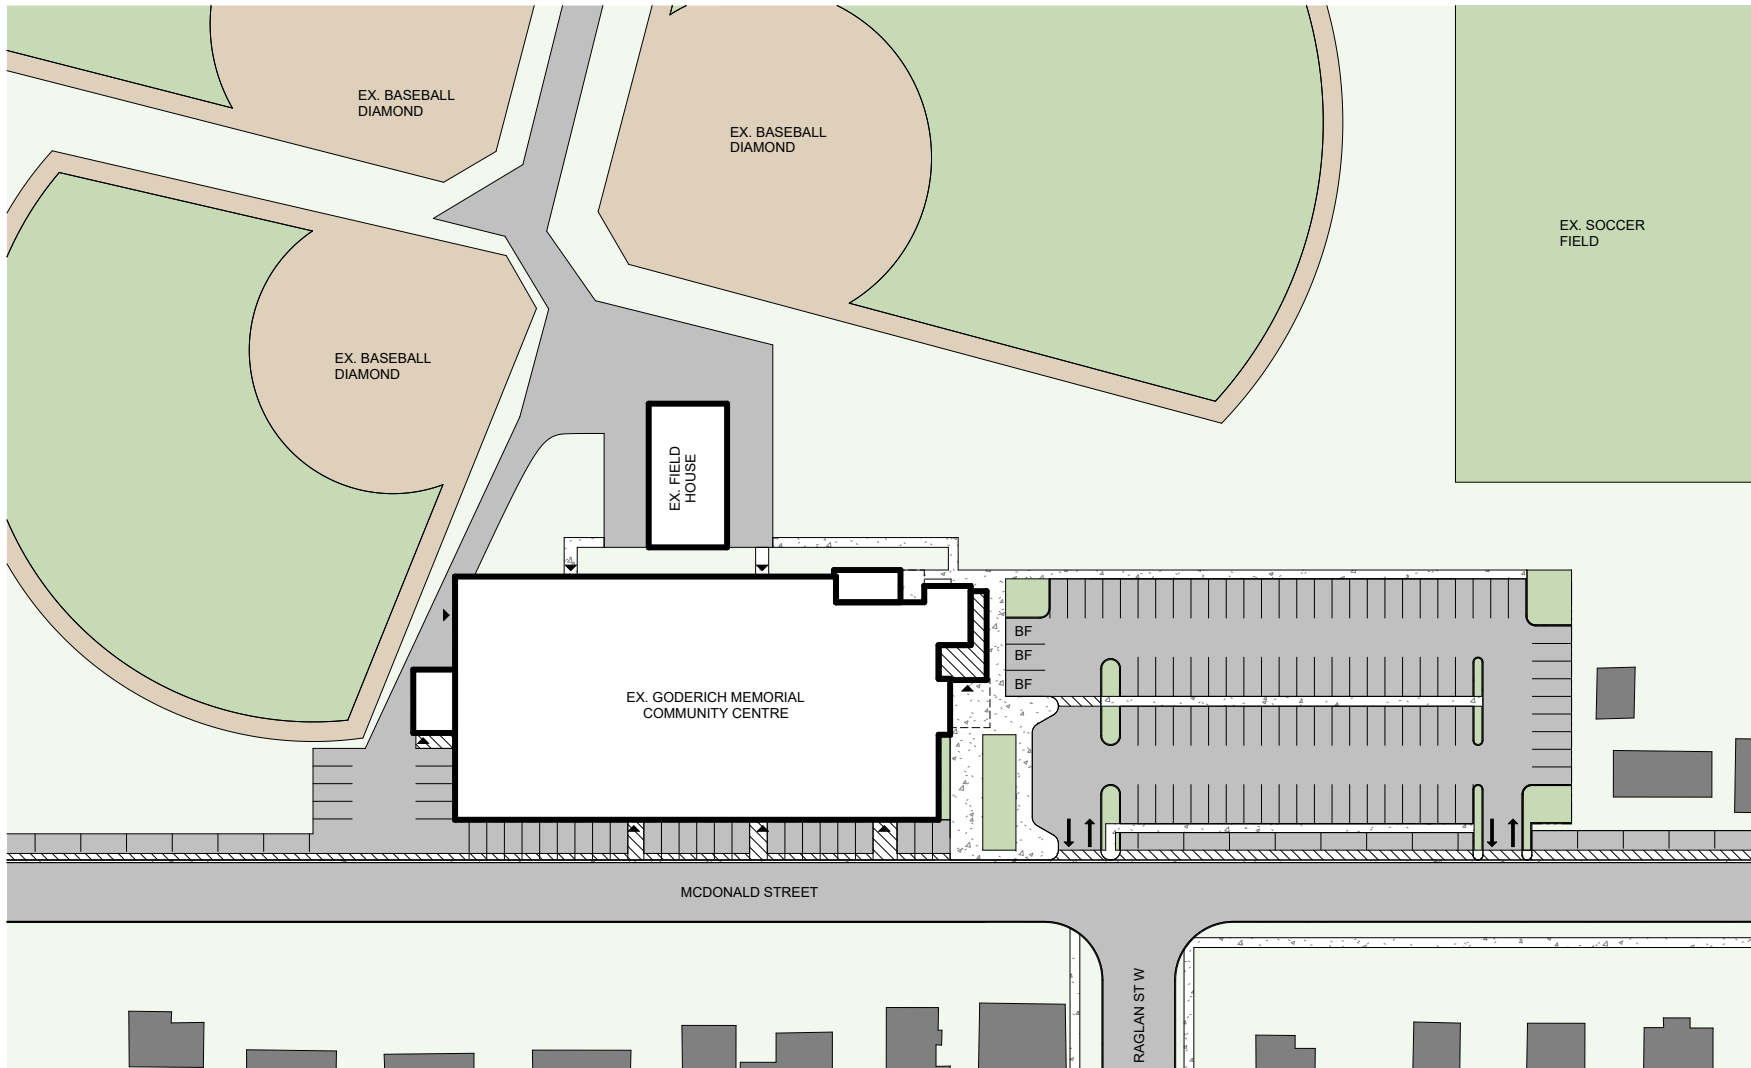 EX. BASEBALL
DIAMOND
EX. BASEBALL
DIAMOND
EX. SOCCER
FIELD
EX. BASEBALL
DIAMOND
EX. FIELD
HOUSE
BF
BF
BF
EX. GODERICH MEMORIAL
COMMUNITY CENTRE
MCDONALD STREET
RAGLAN ST W